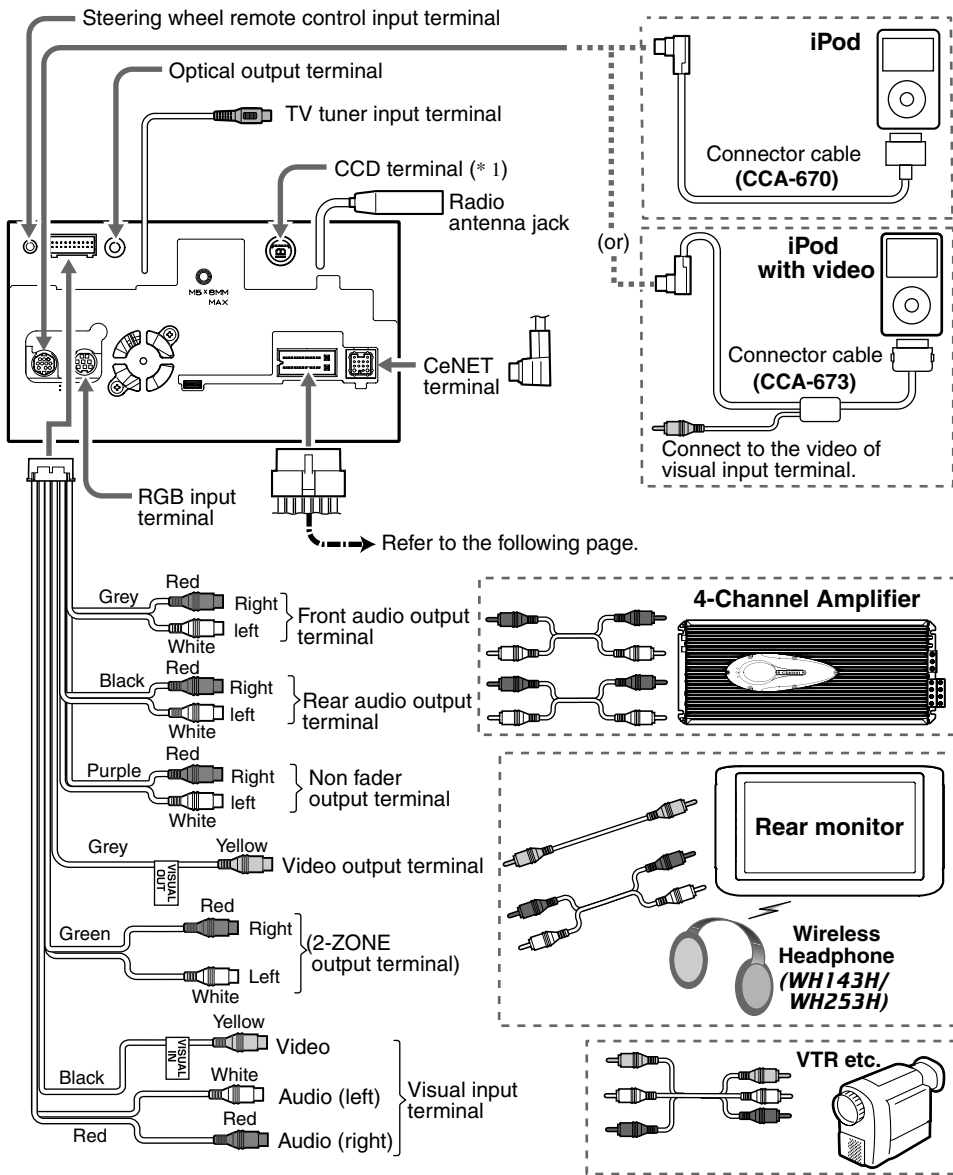 Steering wheel remote control input terminal
Optical output terminal
TV tuner input terminal
CCD terminal (* 1)
Radio
antenna jack
M5×8MM
MAX
CeNET
terminal
RGB input
terminal
Refer to the following page.
(or)
iPod
Connector cable
(CCA-670)
iPod
with video
Connector cable
(CCA-673)
Connect to the video of
visual input terminal.
Grey
Red
Right
left
White
Front audio output
terminal
Black
Red
Right
left
White
Rear audio output
terminal
Purple
Red
Right
left
White
Non fader
output terminal
Grey
VISUAL
OUT
Yellow
Video output terminal
Green
Red
Right
Left
White
(2-ZONE
output terminal)
Black
VISUAL
IN
Yellow
Video
White
Audio (left)
Red
Red
Audio (right)
Visual input
terminal
4-Channel Amplifier
Rear monitor
Wireless
Headphone
(WH143H/
WH253H)
VTR etc.